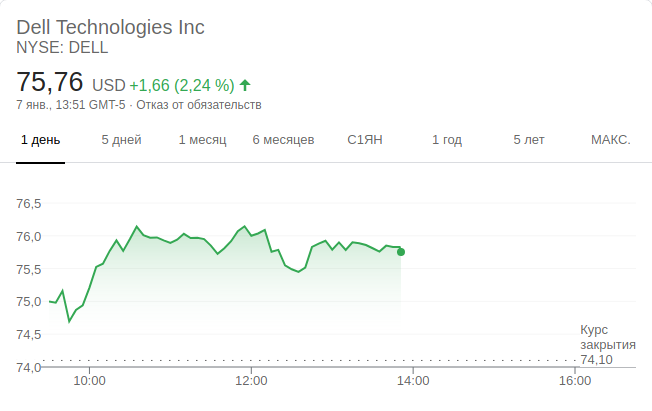 Dell Technologies Inc
NYSE: DELL
75,76 USD +1,66 (2,24 %)
7 янв., 13:51 GMT-5 · Отказ от обязательств
1 день 5 дней 1 месяц 6 месяцев С1ЯН 1 год 5 лет МАКС.
76,5
76,0
75,5
75,0
74,5
74,0
Курс
закрытия
74,10
10:00 12:00 14:00 16:00